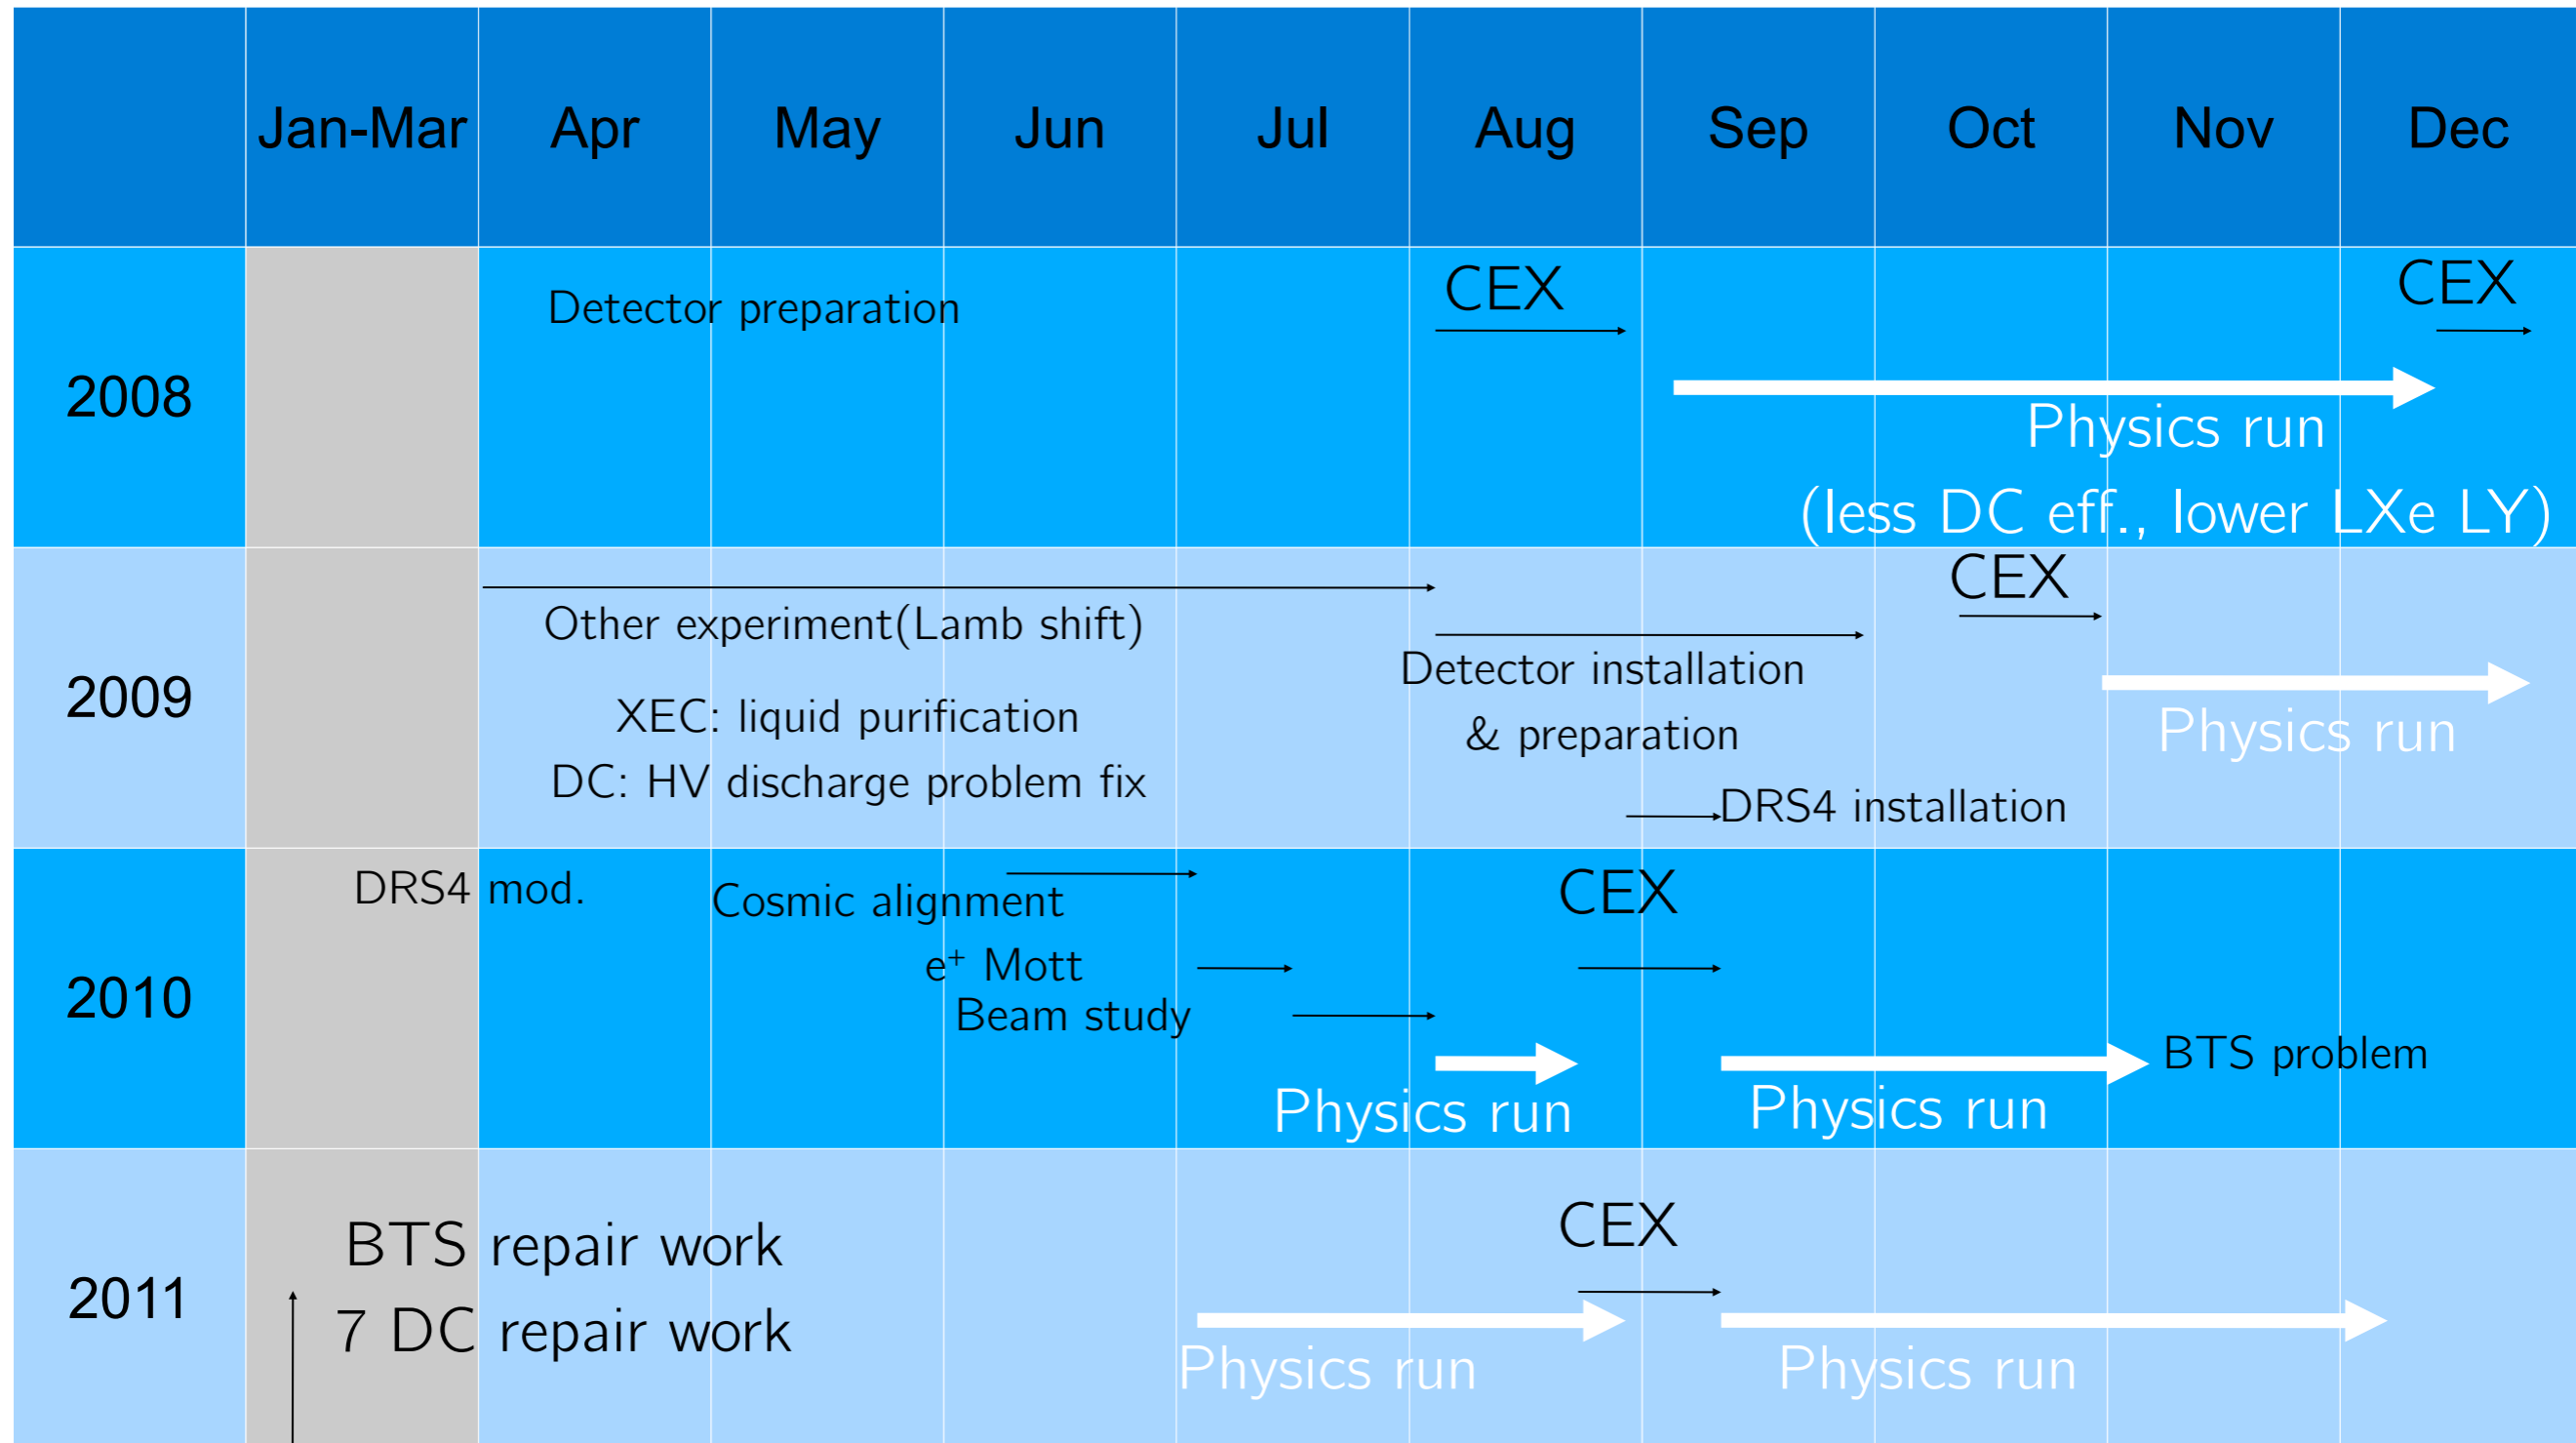 Jan-Mar Apr May Jun Jul Aug Sep Oct Nov Dec
2008
Detector preparation
CEX
CEX
Physics run
(less DC eff., lower LXe LY)
2009
Other experiment(Lamb shift)
XEC: liquid purification
DC: HV discharge problem fix
Detector installation
& preparation
DRS4 installation
CEX
Physics run
2010
DRS4 mod.
Cosmic alignment
e⁺ Mott
Beam study
CEX
Physics run
Physics run
BTS problem
2011
BTS repair work
7 DC repair work
CEX
Physics run
Physics run